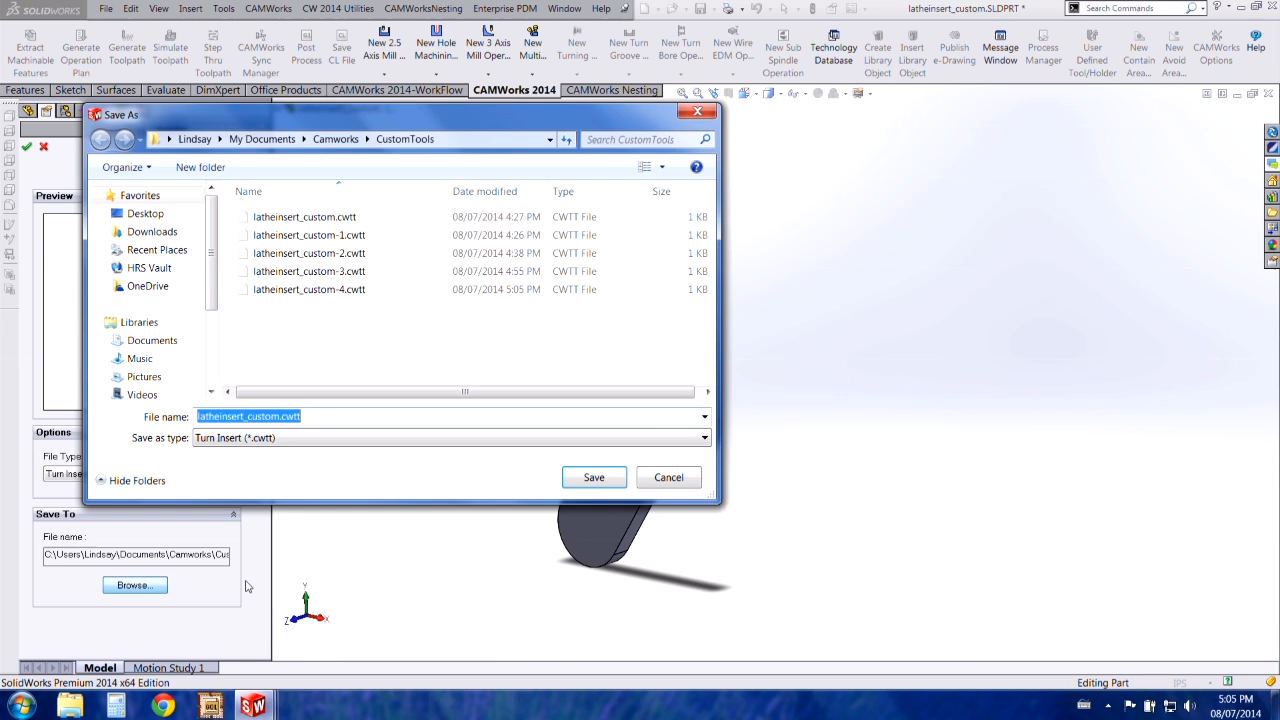 SOLIDWORKS File Edit View Insert Tools CAMWorks CW 2014 Utilities CAMWorksNesting Enterprise PDM Window Help latheinsert_custom.SLDPRT * Search Commands
Extract Machinable Features
Generate Operation Plan
Generate Toolpath
Simulate Toolpath
Step Thru Toolpath
CAMWorks Sync Manager
Post Process
Save CL File
New 2.5 Axis Mill ...
New Hole Machinin...
New 3 Axis Mill Oper...
New Multi...
New Turning ...
New Turn Groove ...
New Turn Bore Ope...
New Wire EDM Op...
New Sub Spindle Operation
Technology Database
Create Library Object
Insert Library Object
Publish e-Drawing
Message Window
Process Manager
User Defined Tool/Holder
New Contain Area...
New Avoid Area...
CAMWorks Options
Help
Features Sketch Surfaces Evaluate DimXpert Office Products CAMWorks 2014-WorkFlow CAMWorks 2014 CAMWorks Nesting
Save As
Lindsay My Documents Camworks CustomTools Search CustomTools
Organize New folder
Name Date modified Type Size
Favorites
Desktop
Downloads
Recent Places
HRS Vault
OneDrive
Libraries
Documents
Music
Pictures
Videos
latheinsert_custom.cwtt 08/07/2014 4:27 PM CWTT File 1 KB
latheinsert_custom-1.cwtt 08/07/2014 4:26 PM CWTT File 1 KB
latheinsert_custom-2.cwtt 08/07/2014 4:38 PM CWTT File 1 KB
latheinsert_custom-3.cwtt 08/07/2014 4:55 PM CWTT File 1 KB
latheinsert_custom-4.cwtt 08/07/2014 5:05 PM CWTT File 1 KB
File name: latheinsert_custom.cwtt
Save as type: Turn Insert (*.cwtt)
Hide Folders Save Cancel
Preview
Options
File Typ
Turn Inse
Save To
File name:
C:\Users\Lindsay\Documents\Camworks\Cus
Browse...
Y
Z X
Model Motion Study 1
SolidWorks Premium 2014 x64 Edition Editing Part IPS
5:05 PM
08/07/2014